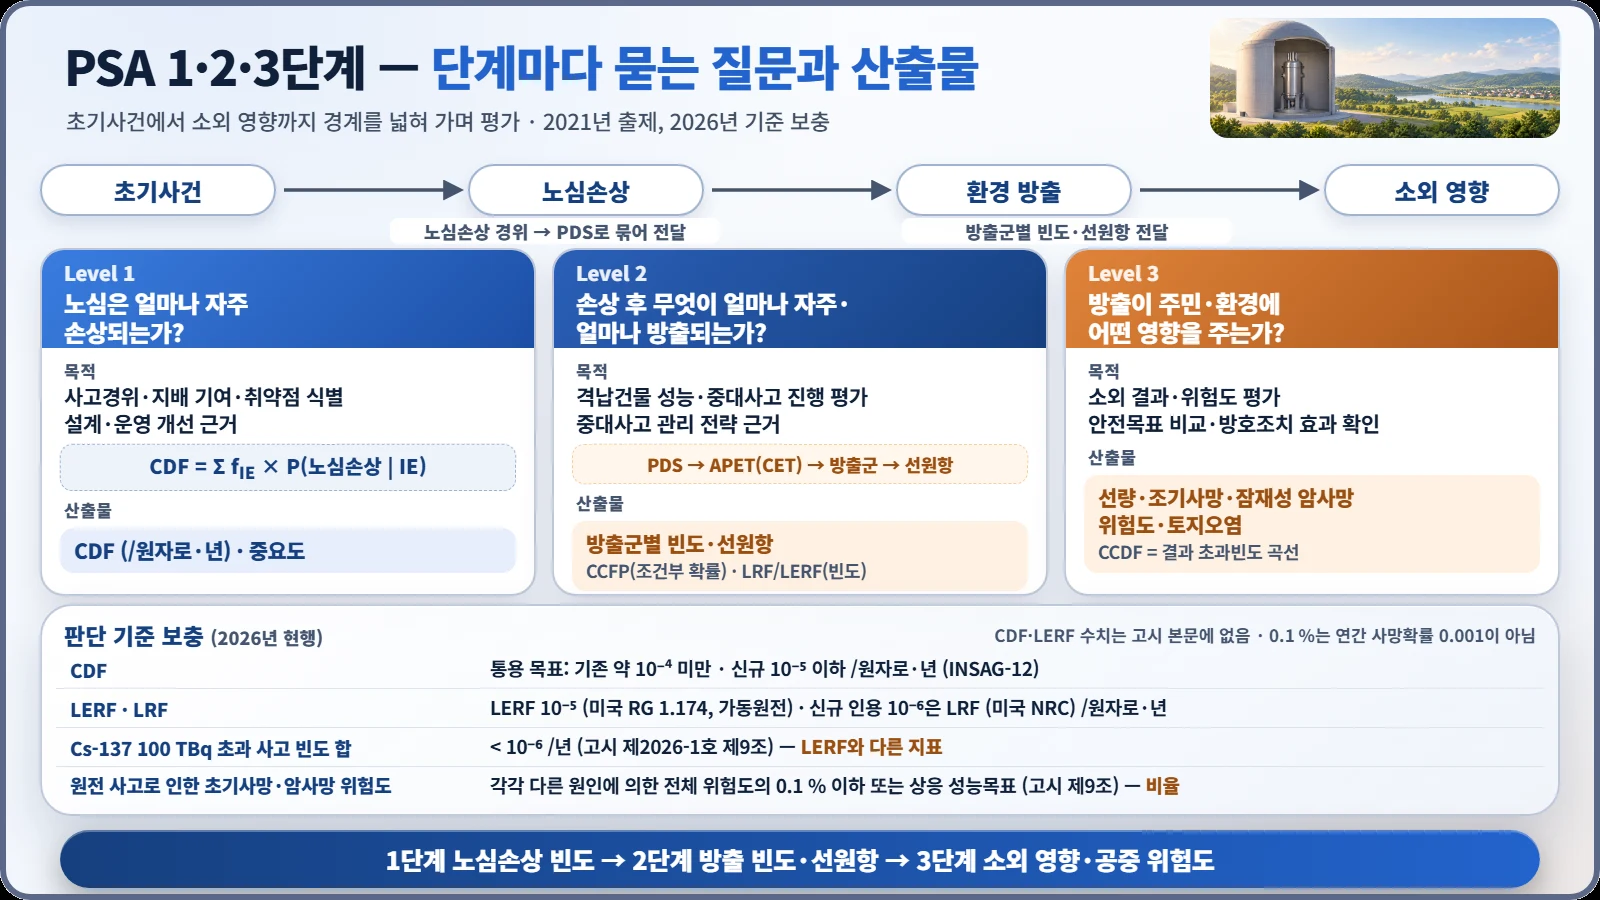 PSA 1·2·3단계 — 단계마다 묻는 질문과 산출물
초기사건에서 소외 영향까지 경계를 넓혀 가며 평가 · 2021년 출제, 2026년 기준 보충
초기사건
노심손상
환경 방출
소외 영향
노심손상 경위 → PDS로 묶어 전달
방출군별 빈도·선원항 전달
Level 1
노심은 얼마나 자주
손상되는가?
목적
사고경위·지배 기여·취약점 식별
설계·운영 개선 근거
CDF = Σ f_IE × P(노심손상 | IE)
산출물
CDF (/원자로·년) · 중요도
Level 2
손상 후 무엇이 얼마나 자주·
얼마나 방출되는가?
목적
격납건물 성능·중대사고 진행 평가
중대사고 관리 전략 근거
PDS → APET(CET) → 방출군 → 선원항
산출물
방출군별 빈도·선원항
CCFP(조건부 확률) · LRF/LERF(빈도)
Level 3
방출이 주민·환경에
어떤 영향을 주는가?
목적
소외 결과·위험도 평가
안전목표 비교·방호조치 효과 확인
산출물
선량·조기사망·잠재성 암사망
위험도·토지오염
CCDF = 결과 초과빈도 곡선
판단 기준 보충 (2026년 현행)
CDF·LERF 수치는 고시 본문에 없음 · 0.1 %는 연간 사망확률 0.001이 아님
CDF
통용 목표: 기존 약 10⁻⁴ 미만 · 신규 10⁻⁵ 이하 /원자로·년 (INSAG-12)
LERF · LRF
LERF 10⁻⁵ (미국 RG 1.174, 가동원전) · 신규 인용 10⁻⁶은 LRF (미국 NRC) /원자로·년
Cs-137 100 TBq 초과 사고 빈도 합
< 10⁻⁶ /년 (고시 제2026-1호 제9조) — LERF와 다른 지표
원전 사고로 인한 초기사망·암사망 위험도
각각 다른 원인에 의한 전체 위험도의 0.1 % 이하 또는 상응 성능목표 (고시 제9조) — 비율
1단계 노심손상 빈도 → 2단계 방출 빈도·선원항 → 3단계 소외 영향·공중 위험도